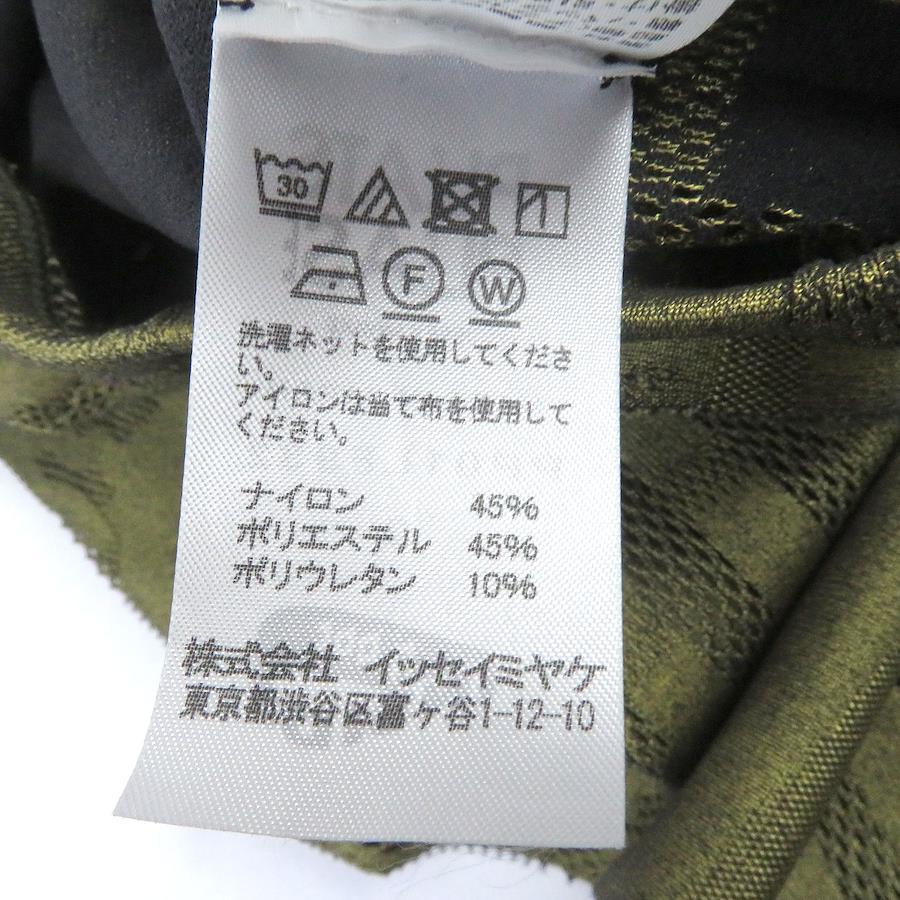 30
F W
洗濯ネットを使用してくださ
い。
アイロンは当て布を使用して
ください。
ナイロン 45%
ポリエステル 45%
ポリウレタン 10%
株式会社 イッセイミヤケ
東京都渋谷区富ヶ谷1-12-10